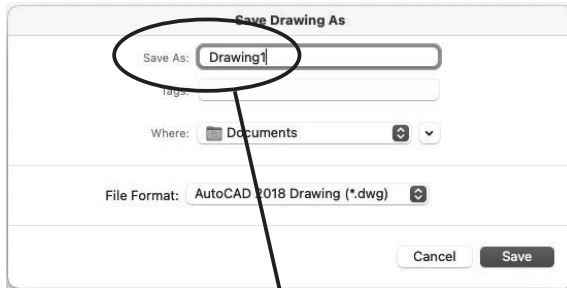 Save Drawing As
Save As: Drawing1
Tags:
Where: Documents
File Format: AutoCAD 2018 Drawing (*.dwg)
Cancel Save